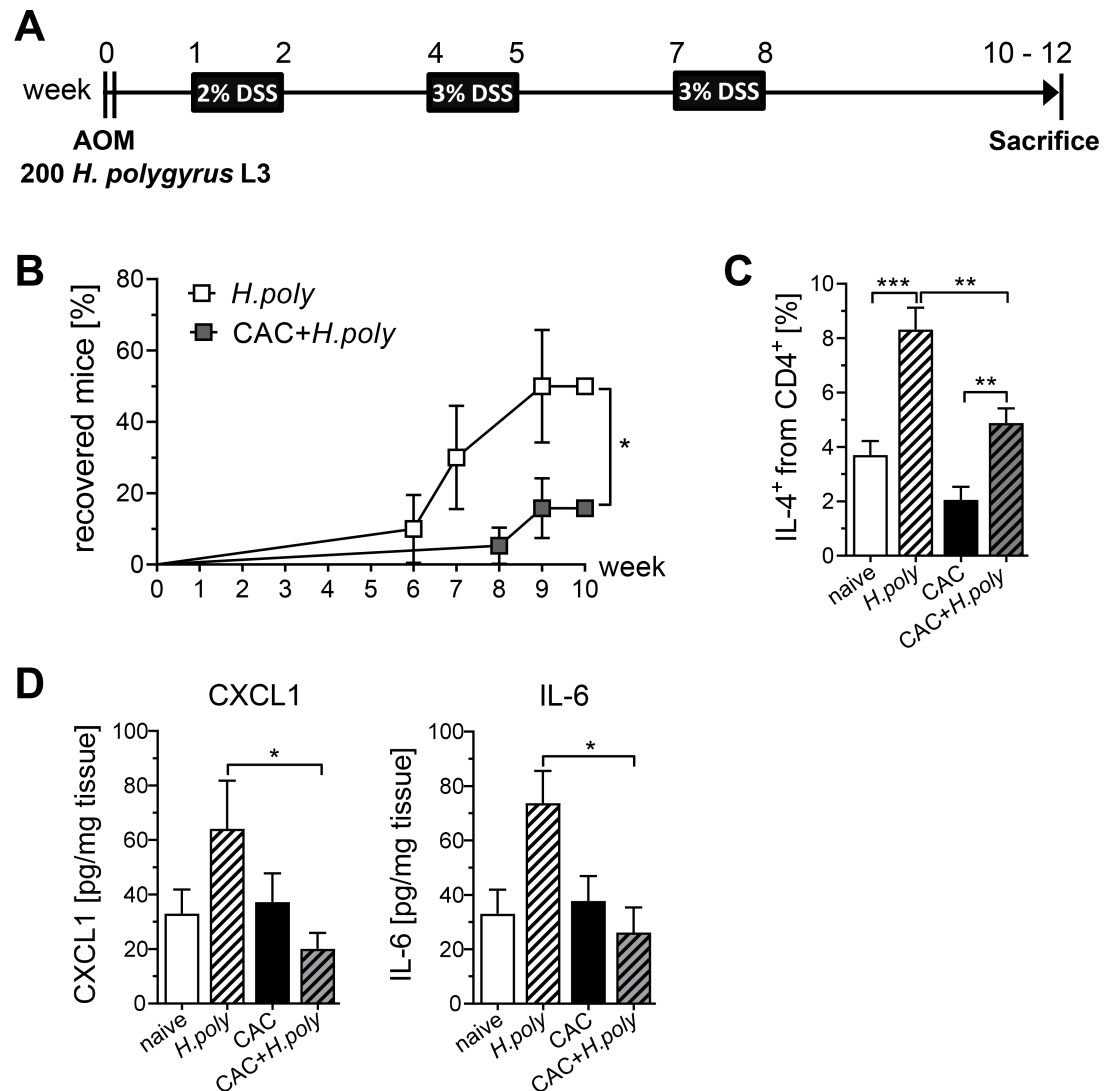 A
0 1 2 4 5 7 8 10 - 12
week 2% DSS 3% DSS 3% DSS
AOM Sacrifice
200 H. polygyrus L3
B
recovered mice [%]
80
60
40
20
0
H.poly
CAC+H.poly
*
0 1 2 3 4 5 6 7 8 9 10 week
C
IL-4+ from CD4+ [%]
10
8
6
4
2
0
*** **
**
naive H.poly CAC CAC+H.poly
D
CXCL1
CXCL1 [pg/mg tissue]
100
80
60
40
20
0
*
naive H.poly CAC CAC+H.poly
IL-6
IL-6 [pg/mg tissue]
100
80
60
40
20
0
*
naive H.poly CAC CAC+H.poly